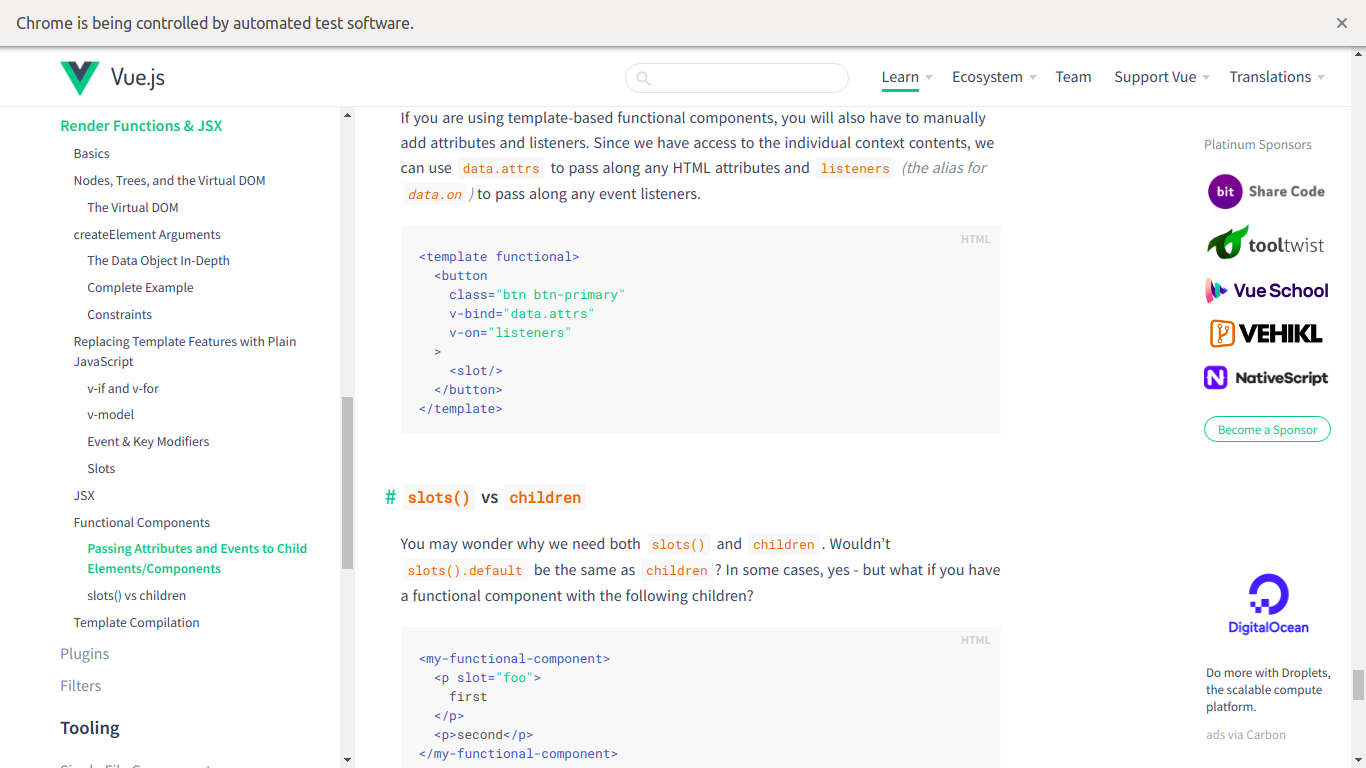 Chrome is being controlled by automated test software.
Vue.js
Learn
Ecosystem
Team
Support Vue
Translations
Render Functions & JSX
Basics
Nodes, Trees, and the Virtual DOM
The Virtual DOM
createElement Arguments
The Data Object In-Depth
Complete Example
Constraints
Replacing Template Features with Plain
JavaScript
v-if and v-for
v-model
Event & Key Modifiers
Slots
JSX
Functional Components
Passing Attributes and Events to Child
Elements/Components
slots() vs children
Template Compilation
Plugins
Filters
Tooling
If you are using template-based functional components, you will also have to manually
add attributes and listeners. Since we have access to the individual context contents, we
can use data.attrs to pass along any HTML attributes and listeners (the alias for
data.on ) to pass along any event listeners.
HTML
<template functional>
<button
class="btn btn-primary"
v-bind="data.attrs"
v-on="listeners"
>
<slot/>
</button>
</template>
# slots() vs children
You may wonder why we need both slots() and children . Wouldn’t
slots().default be the same as children ? In some cases, yes - but what if you have
a functional component with the following children?
HTML
<my-functional-component>
<p slot="foo">
first
</p>
<p>second</p>
</my-functional-component>
Platinum Sponsors
bit Share Code
tooltwist
Vue School
VEHIKL
NativeScript
Become a Sponsor
DigitalOcean
Do more with Droplets,
the scalable compute
platform.
ads via Carbon